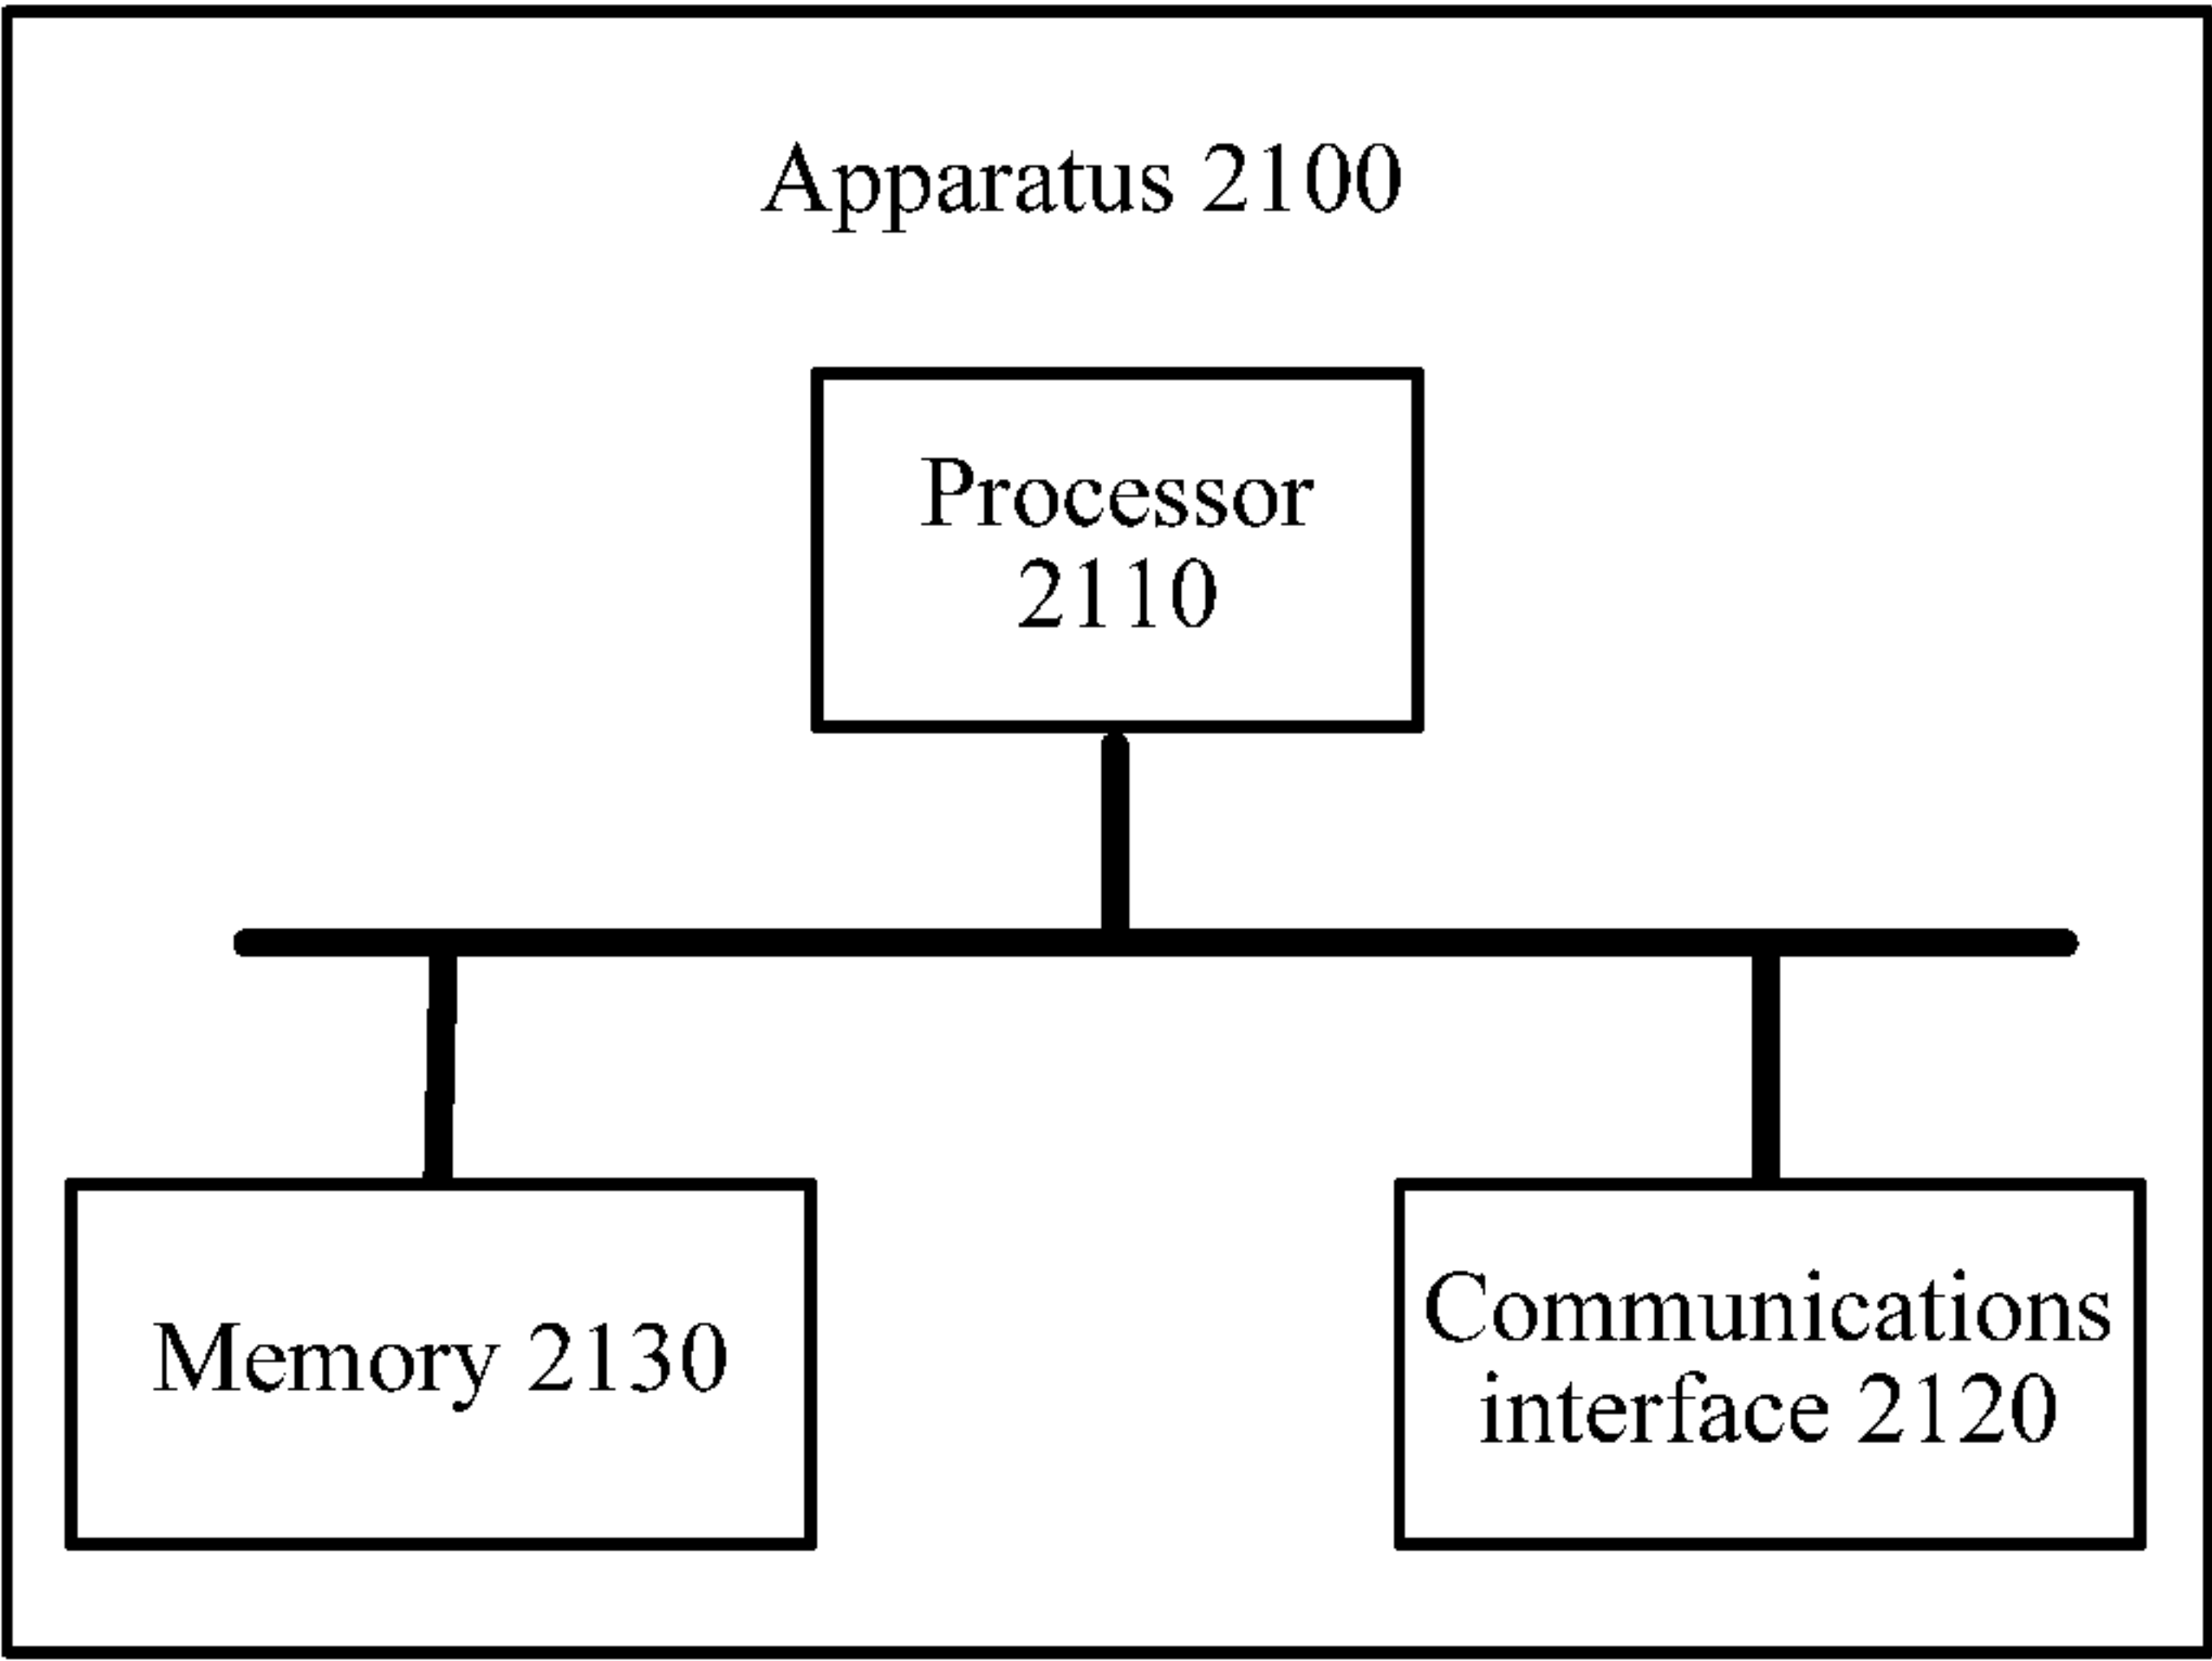 Apparatus 2100
Processor
2110
Memory 2130
Communications
interface 2120